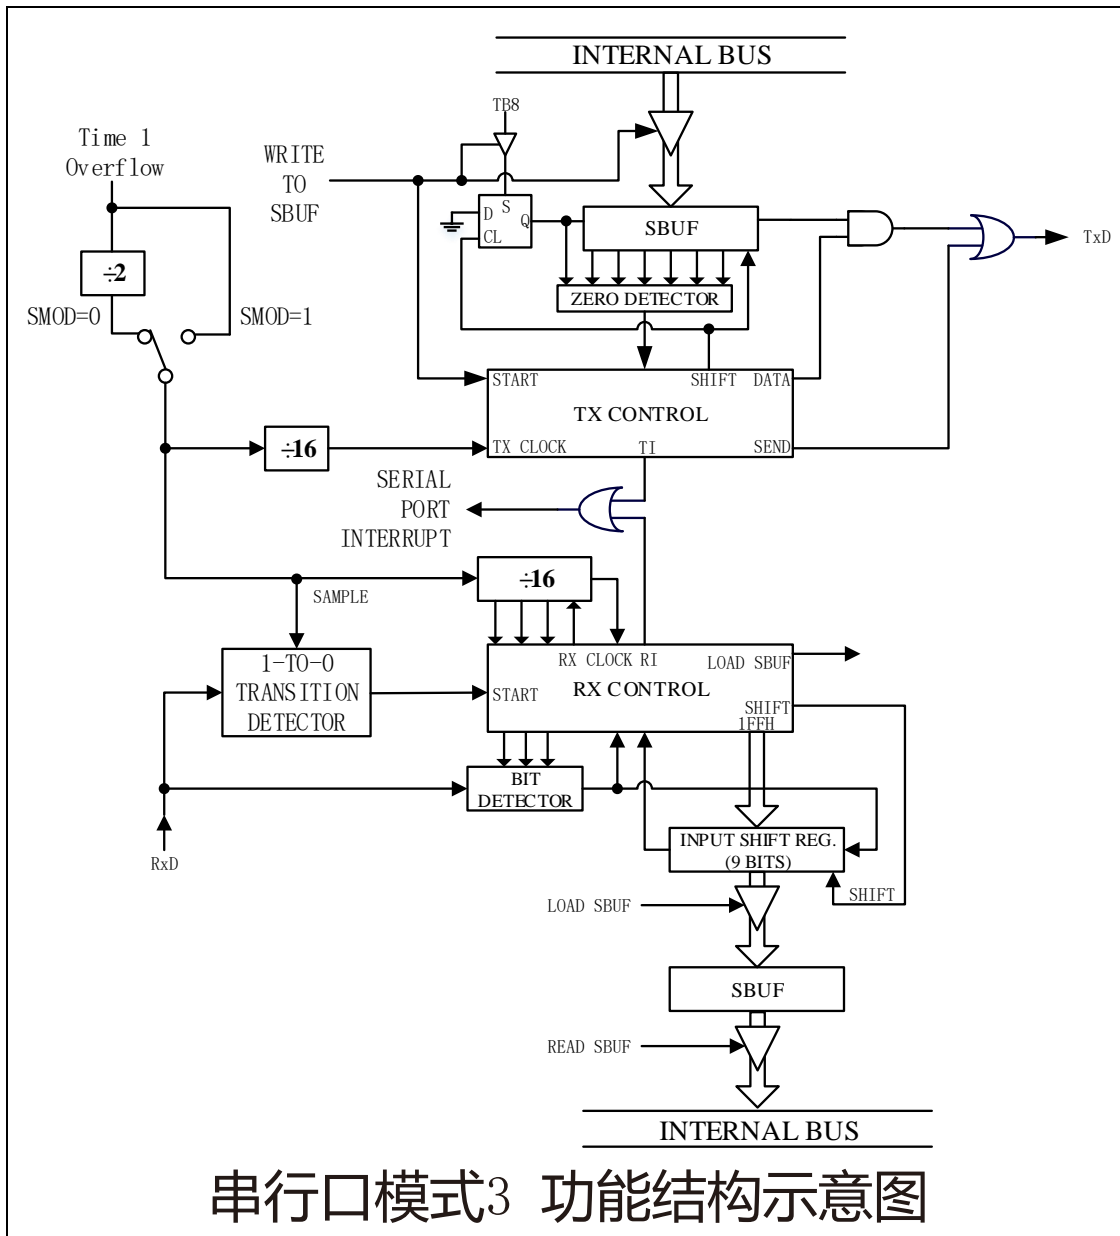 INTERNAL BUS
TB8
Time 1
Overflow
WRITE
TO
SBUF
D
S
Q
CL
SBUF
TxD
÷2
ZERO DETECTOR
SMOD=0
SMOD=1
START
SHIFT
DATA
TX CONTROL
÷16
TX CLOCK
TI
SEND
SERIAL
PORT
INTERRUPT
÷16
SAMPLE
1-TO-0
TRANSITION
DETECTOR
RX CLOCK
RI
LOAD SBUF
START
RX CONTROL
SHIFT
1FFH
BIT
DETECTOR
RxD
INPUT SHIFT REG.
(9 BITS)
SHIFT
LOAD SBUF
SBUF
READ SBUF
INTERNAL BUS
串行口模式3 功能结构示意图